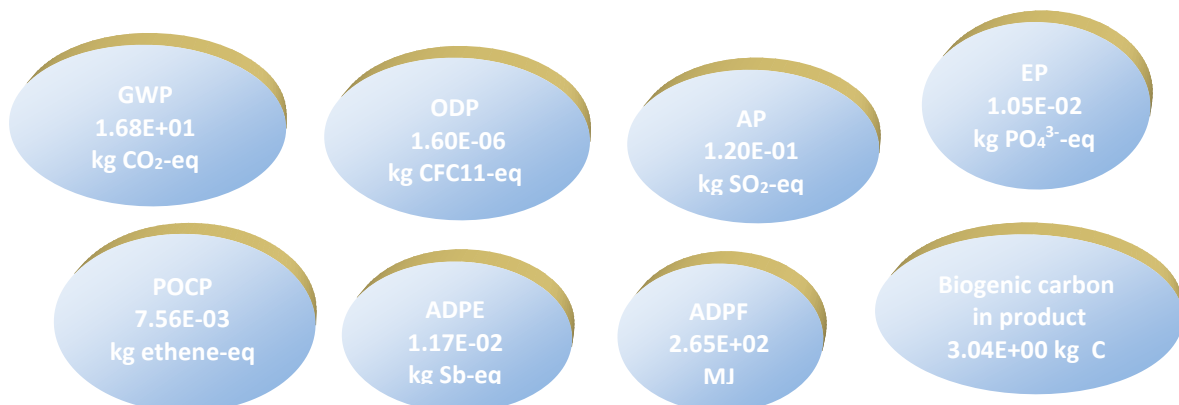 GWP
1.68E+01
kg CO₂-eq
ODP
1.60E-06
kg CFC11-eq
AP
1.20E-01
kg SO₂-eq
EP
1.05E-02
kg PO₄³⁻-eq
POCP
7.56E-03
kg ethene-eq
ADPE
1.17E-02
kg Sb-eq
ADPF
2.65E+02
MJ
Biogenic carbon
in product
3.04E+00 kg C